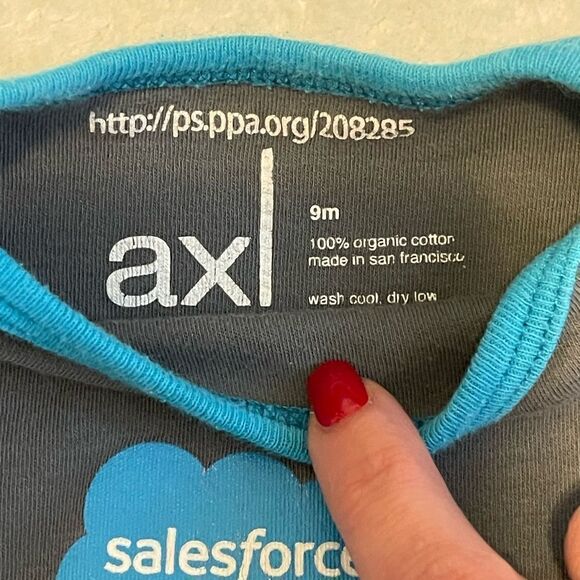 http://ps.ppa.org/208285
axl
9m
100% organic cotton
made in san francisco
wash cool, dry low
salesforce